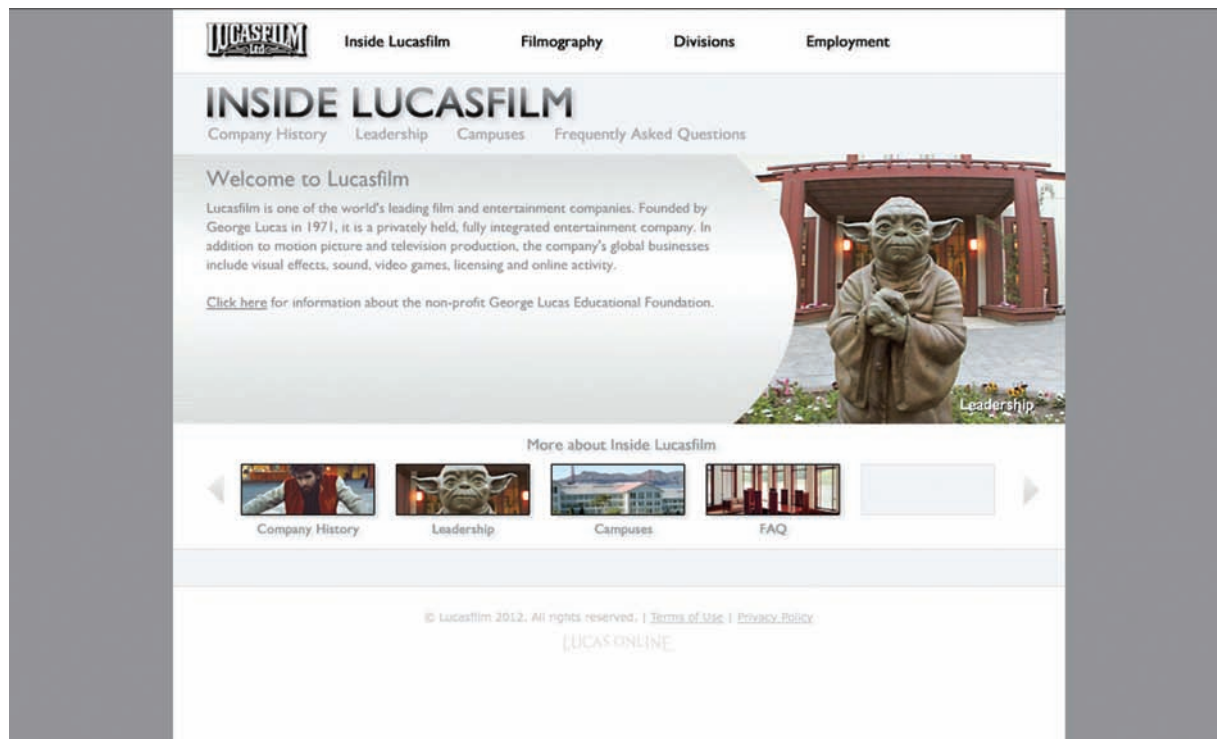 LUCASFILM
Ltd
Inside Lucasfilm Filmography Divisions Employment
INSIDE LUCASFILM
Company History Leadership Campuses Frequently Asked Questions
Welcome to Lucasfilm
Lucasfilm is one of the world's leading film and entertainment companies. Founded by
George Lucas in 1971, it is a privately held, fully integrated entertainment company. In
addition to motion picture and television production, the company's global businesses
include visual effects, sound, video games, licensing and online activity.
Click here for information about the non-profit George Lucas Educational Foundation.
Leadership
More about Inside Lucasfilm
Company History Leadership Campuses FAQ
© Lucasfilm 2012. All rights reserved. | Terms of Use | Privacy Policy
LUCAS ONLINE